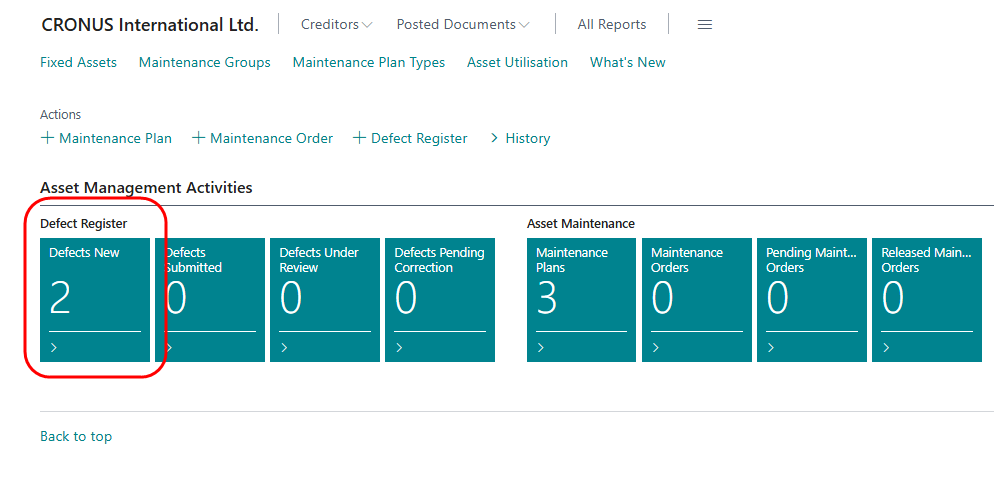 CRONUS International Ltd. Creditors Posted Documents All Reports
Fixed Assets Maintenance Groups Maintenance Plan Types Asset Utilisation What's New
Actions
+ Maintenance Plan + Maintenance Order + Defect Register > History
Asset Management Activities
Defect Register Asset Maintenance
Defects New
2
Defects
Submitted
0
Defects Under
Review
0
Defects Pending
Correction
0
Maintenance
Plans
3
Maintenance
Orders
0
Pending Maint...
Orders
0
Released Main...
Orders
0
Back to top